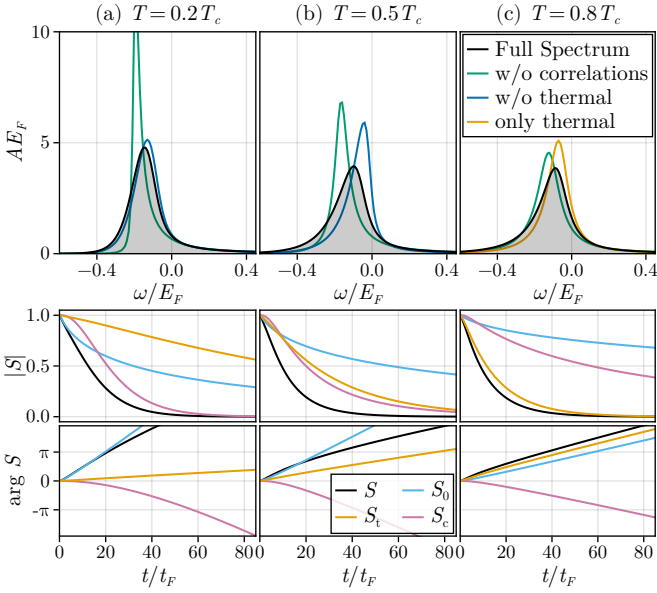 (a) T = 0.2 T_c (b) T = 0.5 T_c (c) T = 0.8 T_c
10
5
0
AE_F
Full Spectrum
w/o correlations
w/o thermal
only thermal
−0.4 0.0 0.4 −0.4 0.0 0.4 −0.4 0.0 0.4
ω/E_F ω/E_F ω/E_F
1.0
0.5
0.0
|S|
π
0
-π
arg S
S S_0
S_t S_c
0 20 40 60 80 0 20 40 60 80 0 20 40 60 80
t/t_F t/t_F t/t_F